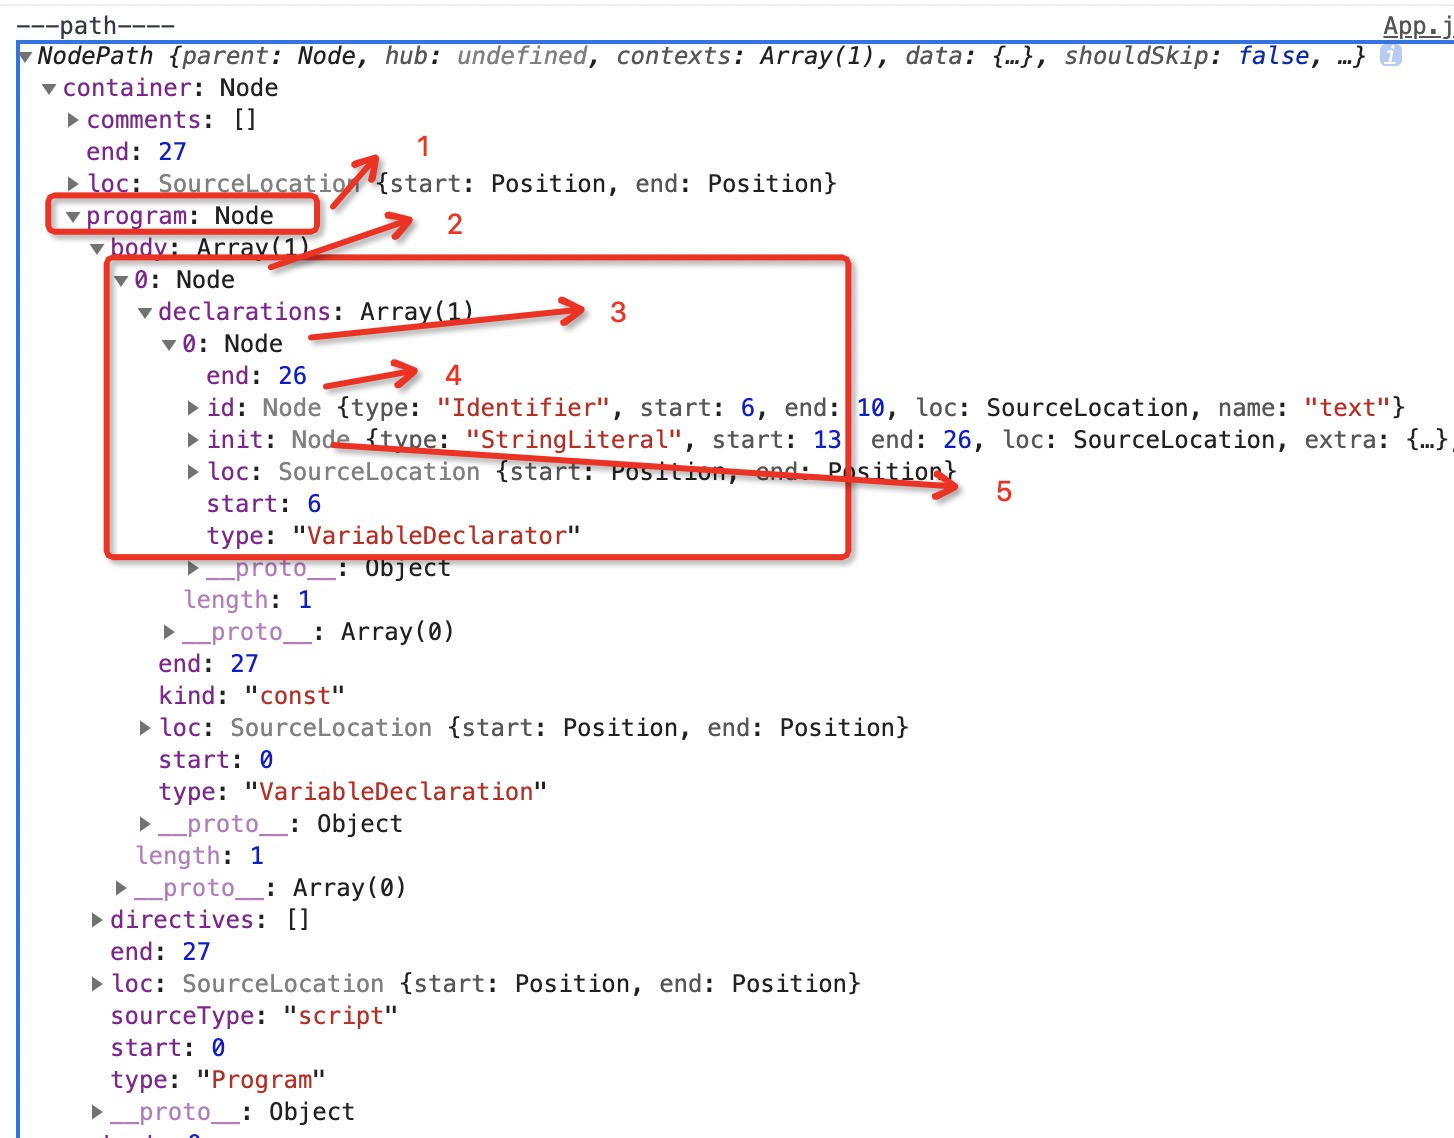 ---path----
App.j
NodePath {parent: Node, hub: undefined, contexts: Array(1), data: {…}, shouldSkip: false, …} i
container: Node
comments: []
end: 27
1
loc: SourceLocation {start: Position, end: Position}
program: Node
2
body: Array(1)
0: Node
declarations: Array(1)
3
0: Node
end: 26
4
id: Node {type: "Identifier", start: 6, end: 10, loc: SourceLocation, name: "text"}
init: Node {type: "StringLiteral", start: 13 end: 26, loc: SourceLocation, extra: {…},
loc: SourceLocation {start: Position, end: Position}
5
start: 6
type: "VariableDeclarator"
__proto__: Object
length: 1
__proto__: Array(0)
end: 27
kind: "const"
loc: SourceLocation {start: Position, end: Position}
start: 0
type: "VariableDeclaration"
__proto__: Object
length: 1
__proto__: Array(0)
directives: []
end: 27
loc: SourceLocation {start: Position, end: Position}
sourceType: "script"
start: 0
type: "Program"
__proto__: Object